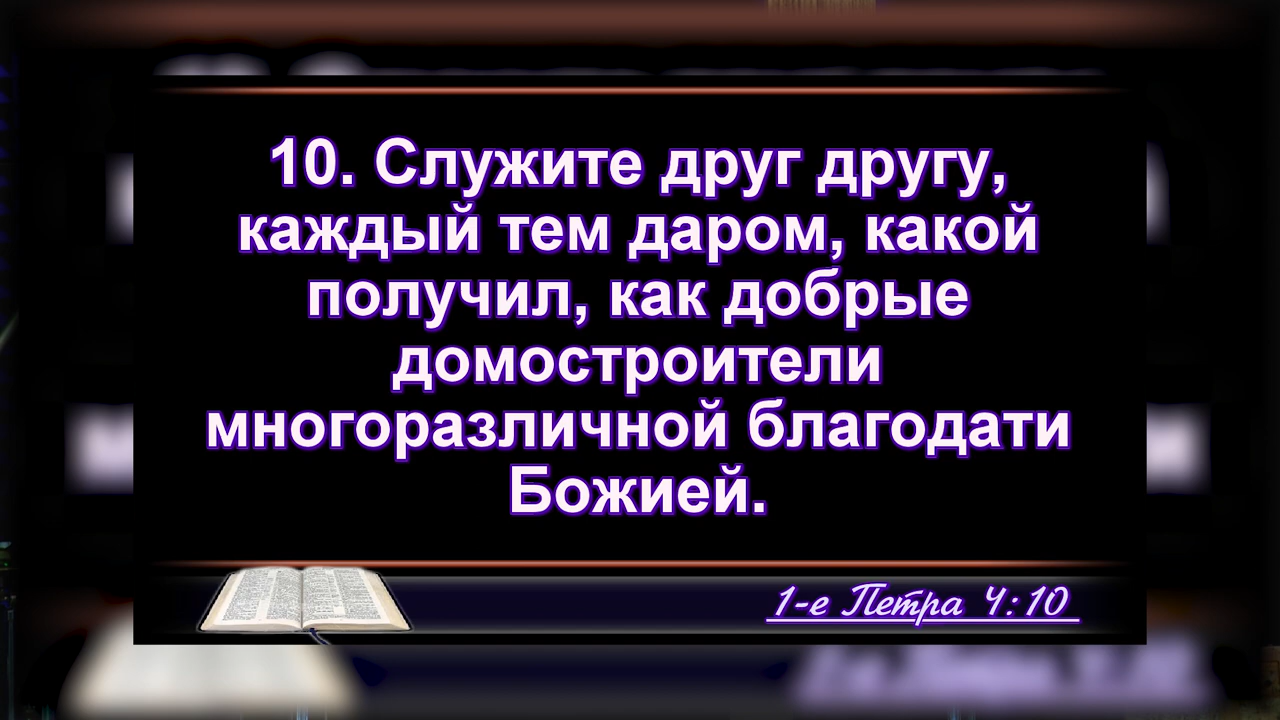 10. Служите друг другу,
каждый тем даром, какой
получил, как добрые
домостроители
многоразличной благодати
Божией.
1-е Петра 4:10